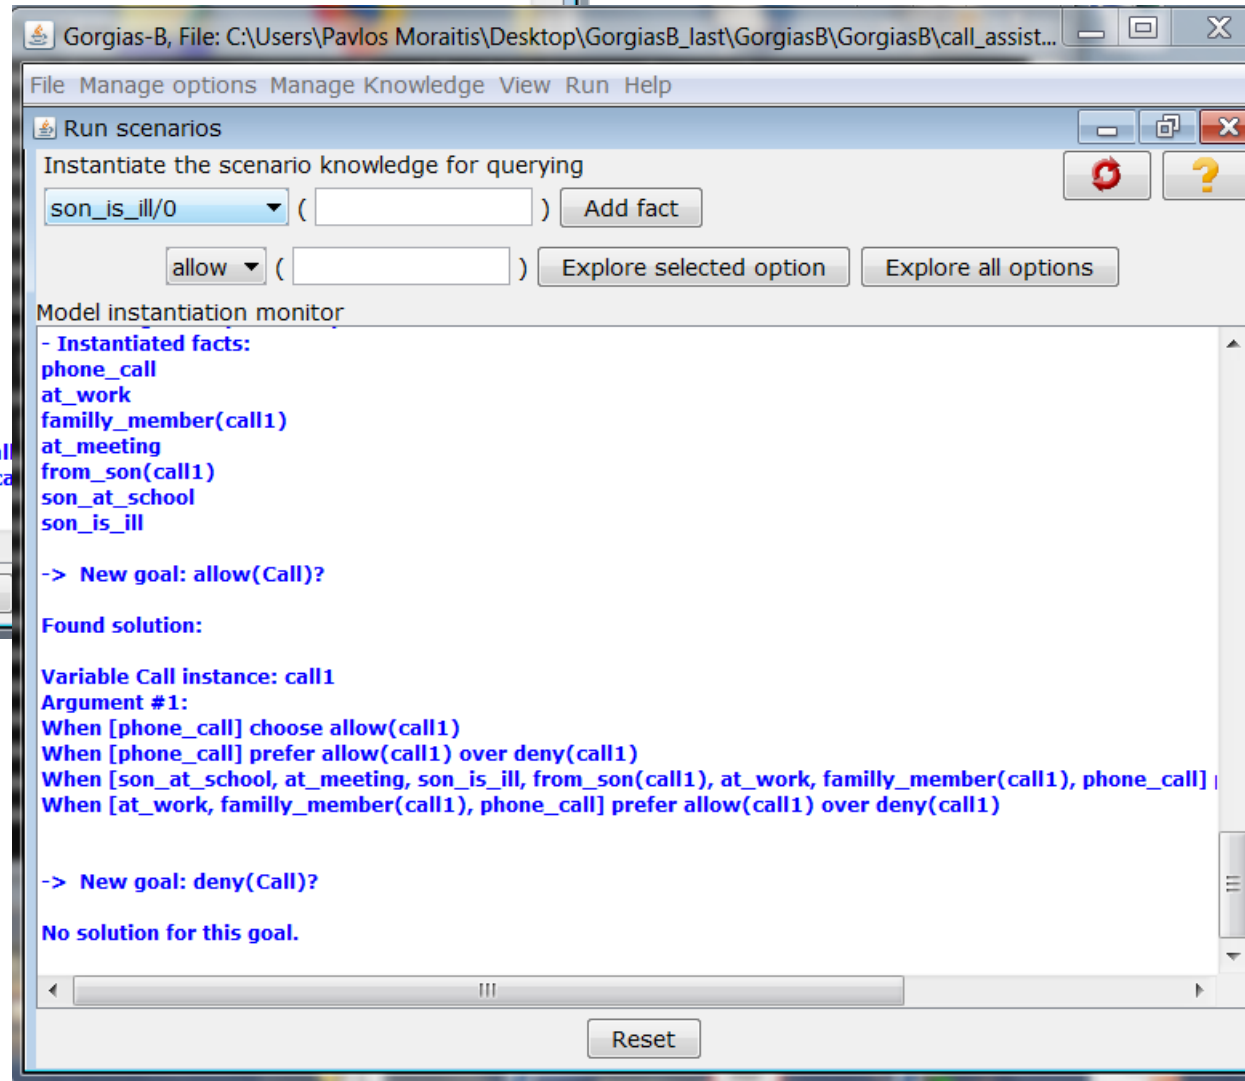 Gorgias-B, File: C:\Users\Pavlos Moraitis\Desktop\GorgiasB_last\GorgiasB\GorgiasB\call_assist...
File Manage options Manage Knowledge View Run Help
Run scenarios
Instantiate the scenario knowledge for querying
son_is_ill/0 ( ) Add fact
allow ( ) Explore selected option Explore all options
Model instantiation monitor
- Instantiated facts:
phone_call
at_work
familly_member(call1)
at_meeting
from_son(call1)
son_at_school
son_is_ill
-> New goal: allow(Call)?
Found solution:
Variable Call instance: call1
Argument #1:
When [phone_call] choose allow(call1)
When [phone_call] prefer allow(call1) over deny(call1)
When [son_at_school, at_meeting, son_is_ill, from_son(call1), at_work, familly_member(call1), phone_call]
When [at_work, familly_member(call1), phone_call] prefer allow(call1) over deny(call1)
-> New goal: deny(Call)?
No solution for this goal.
Reset